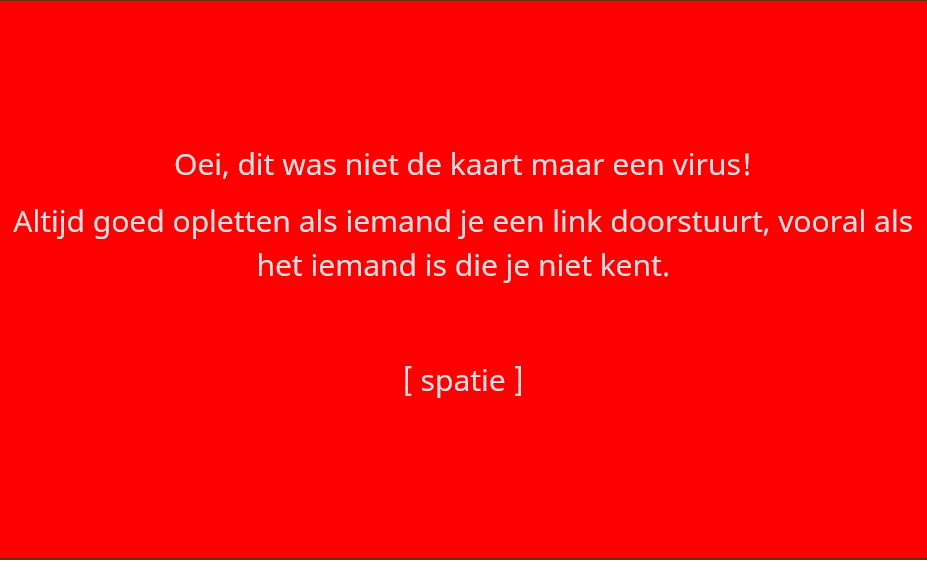 Oei, dit was niet de kaart maar een virus!
Altijd goed opletten als iemand je een link doorstuurt, vooral als
het iemand is die je niet kent.
[ spatie ]